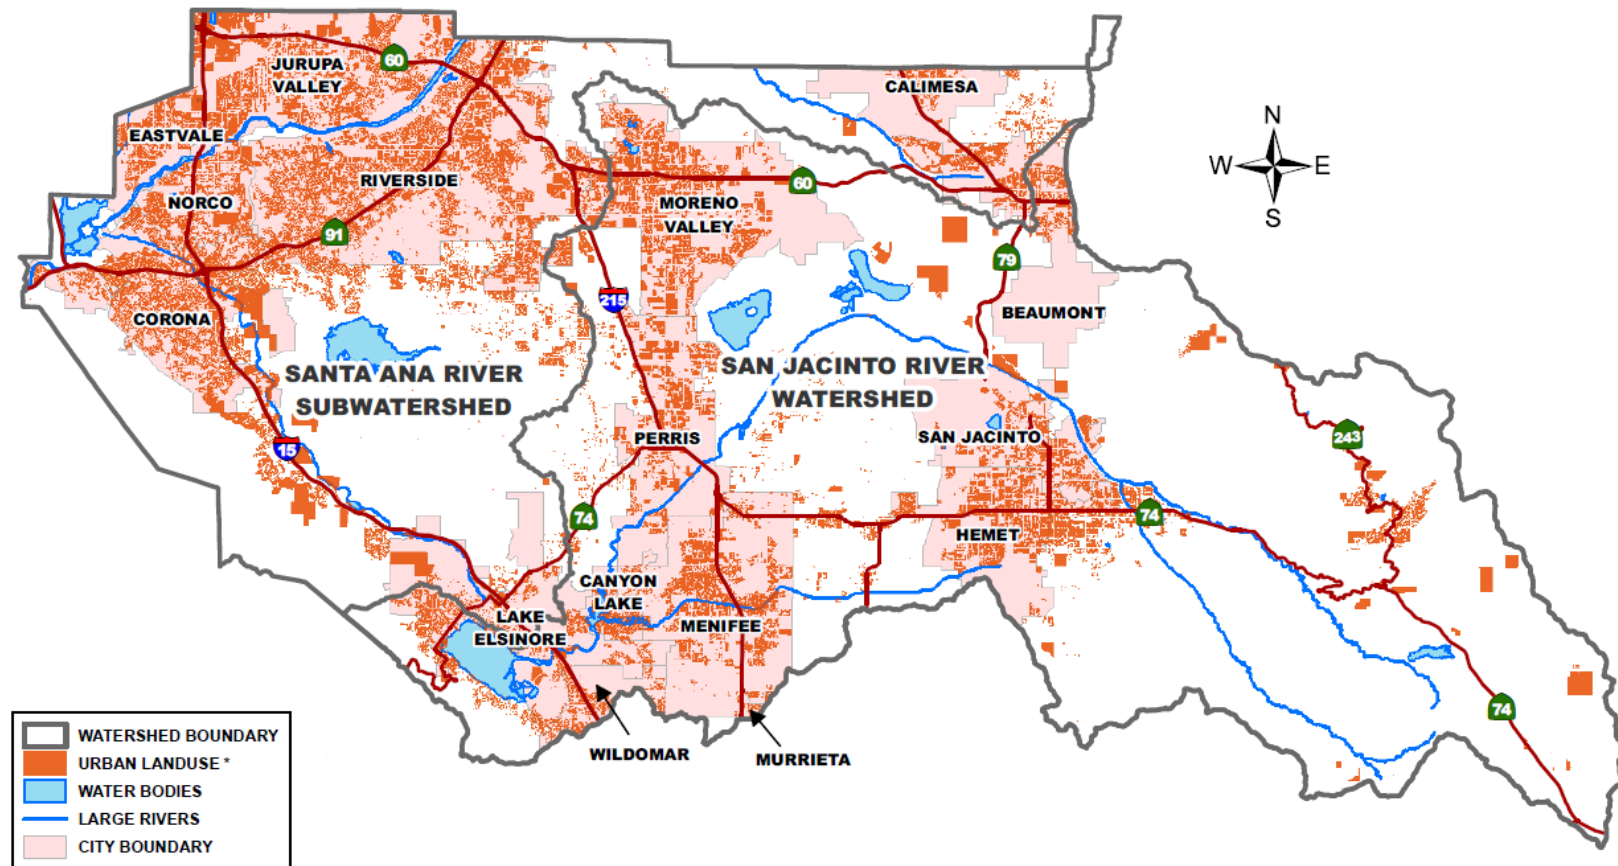 60
JURUPA
VALLEY
CALIMESA
EASTVALE
N
W
E
S
RIVERSIDE
60
NORCO
MORENO
VALLEY
91
79
215
CORONA
BEAUMONT
SANTA ANA RIVER
SUBWATERSHED
SAN JACINTO RIVER
WATERSHED
PERRIS
SAN JACINTO
243
15
74
74
HEMET
CANYON
LAKE
LAKE
ELSINORE
MENIFEE
74
WILDOMAR
MURRIETA
WATERSHED BOUNDARY
URBAN LANDUSE *
WATER BODIES
LARGE RIVERS
CITY BOUNDARY